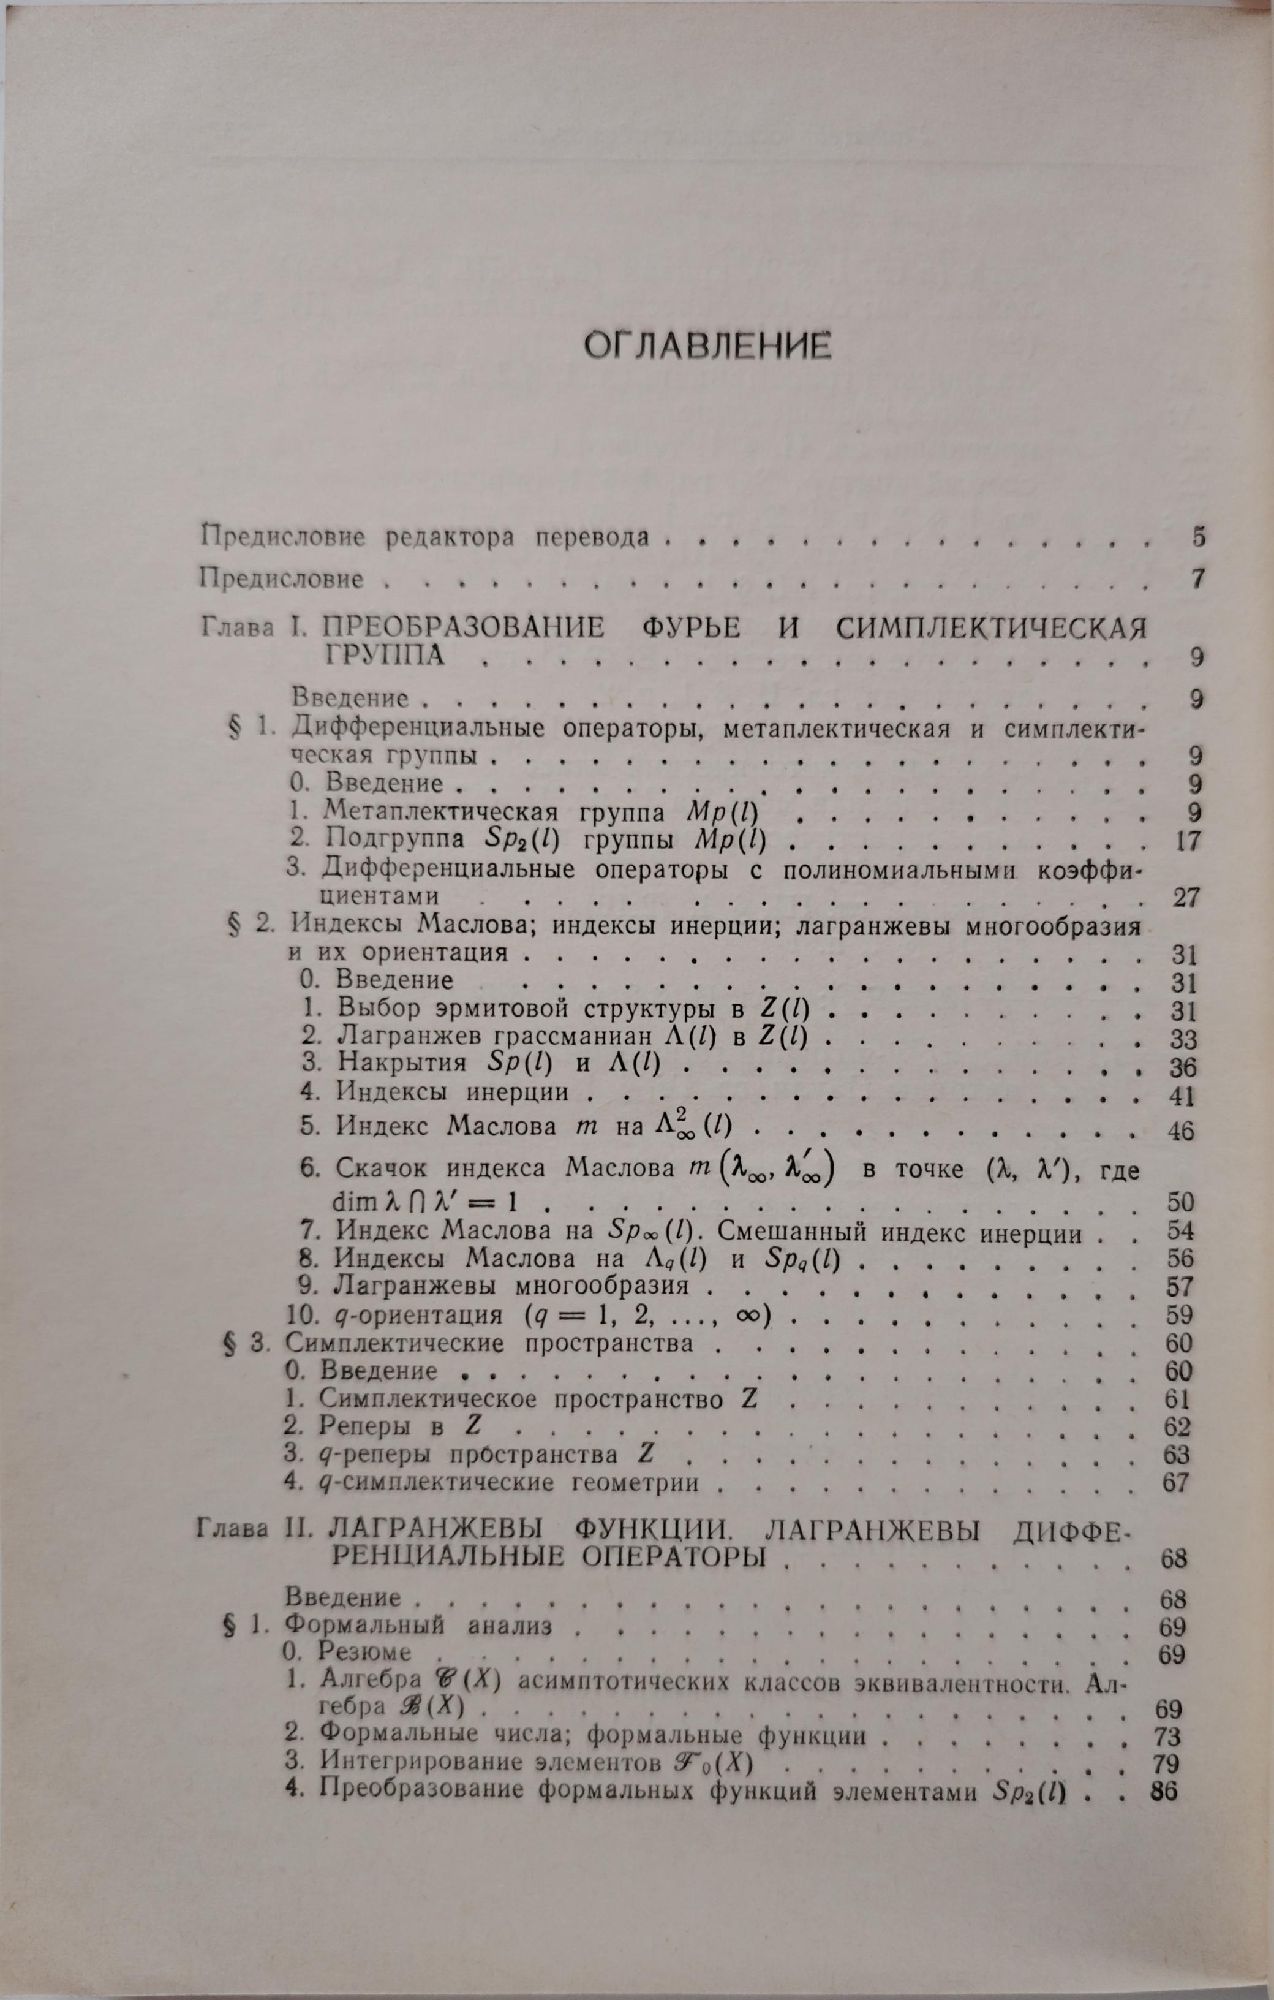 ОГЛАВЛЕНИЕ
Предисловие редактора перевода . . . . . . . . . . . . . . . 5
Предисловие . . . . . . . . . . . . . . . . . . . . 7
Глава I. ПРЕОБРАЗОВАНИЕ ФУРЬЕ И СИМПЛЕКТИЧЕСКАЯ
ГРУППА . . . . . . . . . . . . . . . . . . 9
Введение . . . . . . . . . . . . . . . . . . . 9
§ 1. Дифференциальные операторы, метаплектическая и симплекти-
ческая группы . . . . . . . . . . . . . . . . . 9
0. Введение . . . . . . . . . . . . . . . . . . 9
1. Метаплектическая группа Mp(l) . . . . . . . . . . 9
2. Подгруппа Sp₂(l) группы Mp(l) . . . . . . . . . . 17
3. Дифференциальные операторы с полиномиальными коэффи-
циентами . . . . . . . . . . . . . . . . . 27
§ 2. Индексы Маслова; индексы инерции; лагранжевы многообразия
и их ориентация . . . . . . . . . . . . . . . . . 31
0. Введение . . . . . . . . . . . . . . . . . 31
1. Выбор эрмитовой структуры в Z(l) . . . . . . . . . 31
2. Лагранжев грассманиан Λ(l) в Z(l) . . . . . . . . . 33
3. Накрытия Sp(l) и Λ(l) . . . . . . . . . . . . . 36
4. Индексы инерции . . . . . . . . . . . . . . . 41
5. Индекс Маслова m на Λ²∞(l) . . . . . . . . . . . 46
6. Скачок индекса Маслова m(λ∞, λ′∞) в точке (λ, λ′), где
dim λ ⋂ λ′ = 1 . . . . . . . . . . . . . . . . 50
7. Индекс Маслова на Sp∞(l). Смешанный индекс инерции . . 54
8. Индексы Маслова на Λq(l) и Spq(l) . . . . . . . . . 56
9. Лагранжевы многообразия . . . . . . . . . . . . 57
10. q-ориентация (q = 1, 2, ..., ∞) . . . . . . . . . . 59
§ 3. Симплектические пространства . . . . . . . . . . . . 60
0. Введение . . . . . . . . . . . . . . . . . . 60
1. Симплектическое пространство Z . . . . . . . . . . 61
2. Реперы в Z . . . . . . . . . . . . . . . . . 62
3. q-реперы пространства Z . . . . . . . . . . . . . 63
4. q-симплектические геометрии . . . . . . . . . . . . 67
Глава II. ЛАГРАНЖЕВЫ ФУНКЦИИ. ЛАГРАНЖЕВЫ ДИФФЕ-
РЕНЦИАЛЬНЫЕ ОПЕРАТОРЫ . . . . . . . . . . 68
Введение . . . . . . . . . . . . . . . . . . . 68
§ 1. Формальный анализ . . . . . . . . . . . . . . . 69
0. Резюме . . . . . . . . . . . . . . . . . . . 69
1. Алгебра 𝒞(X) асимптотических классов эквивалентности. Ал-
гебра ℬ(X) . . . . . . . . . . . . . . . . . . 69
2. Формальные числа; формальные функции . . . . . . . 73
3. Интегрирование элементов ℱ₀(X) . . . . . . . . . . 79
4. Преобразование формальных функций элементами Sp₂(l) . . 86